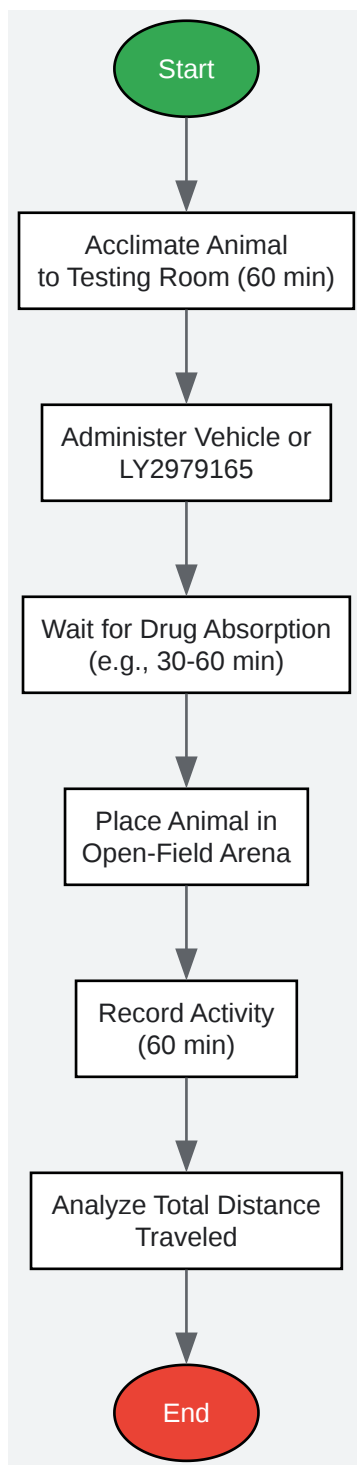 Start
Acclimate Animal
to Testing Room (60 min)
Administer Vehicle or
LY2979165
Wait for Drug Absorption
(e.g., 30-60 min)
Place Animal in
Open-Field Arena
Record Activity
(60 min)
Analyze Total Distance
Traveled
End